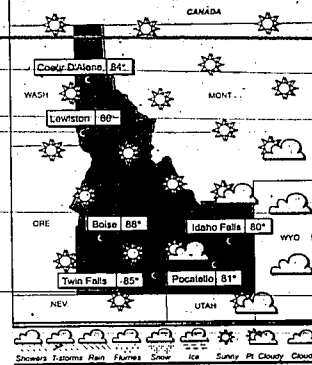 CANADA
Coeur D'Alene 84°
WASH
MONT
Lewiston
ORE
Boise 88°
Idaho Falls 80°
WYO
Twin Falls 85°
Pocatello 81°
NEV
UTAH
Showers T-storms Rain Flurries Snow Ice Sunny Pt. Cloudy Cloudy